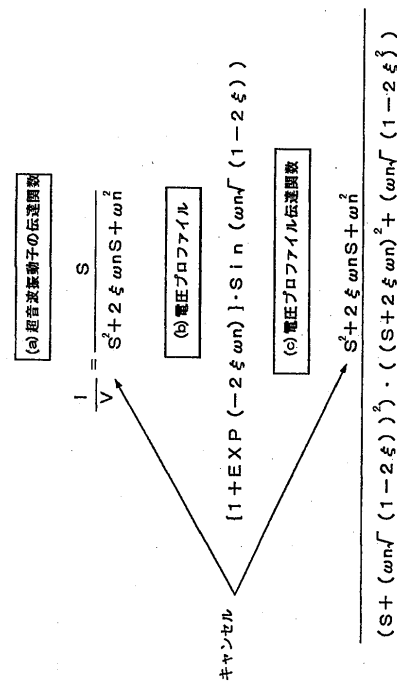 (a) 超音波振動子の伝達関数
I/V = S/(S²+2ξωnS+ωn²)
(b) 電圧プロファイル
[1+EXP(-2ξωn)]・Sin(ωn√(1-2ξ))
(c) 電圧プロファイル伝達関数
S²+2ξωnS+ωn²
(S+(ωn√(1-2ξ))²)・((S+2ξωn)²+(ωn√(1-2ξ²))
キャンセル